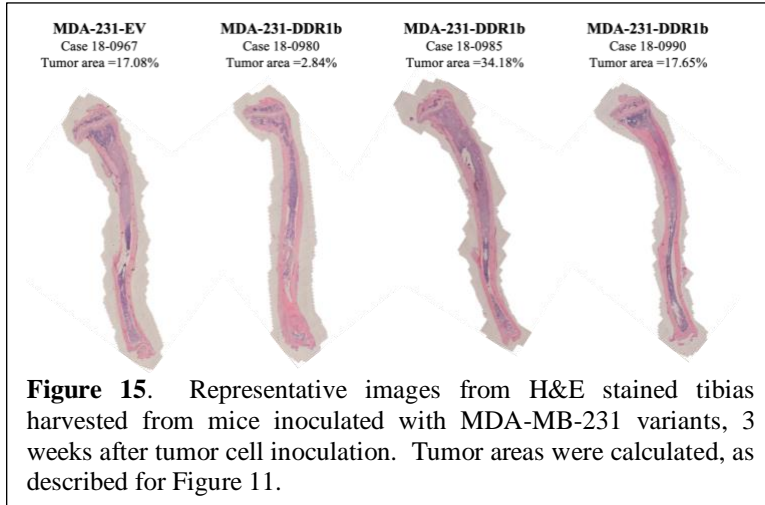 MDA-231-EV
Case 18-0967
Tumor area =17.08%
MDA-231-DDR1b
Case 18-0980
Tumor area =2.84%
MDA-231-DDR1b
Case 18-0985
Tumor area =34.18%
MDA-231-DDR1b
Case 18-0990
Tumor area =17.65%
Figure 15. Representative images from H&E stained tibias
harvested from mice inoculated with MDA-MB-231 variants, 3
weeks after tumor cell inoculation. Tumor areas were calculated, as
described for Figure 11.